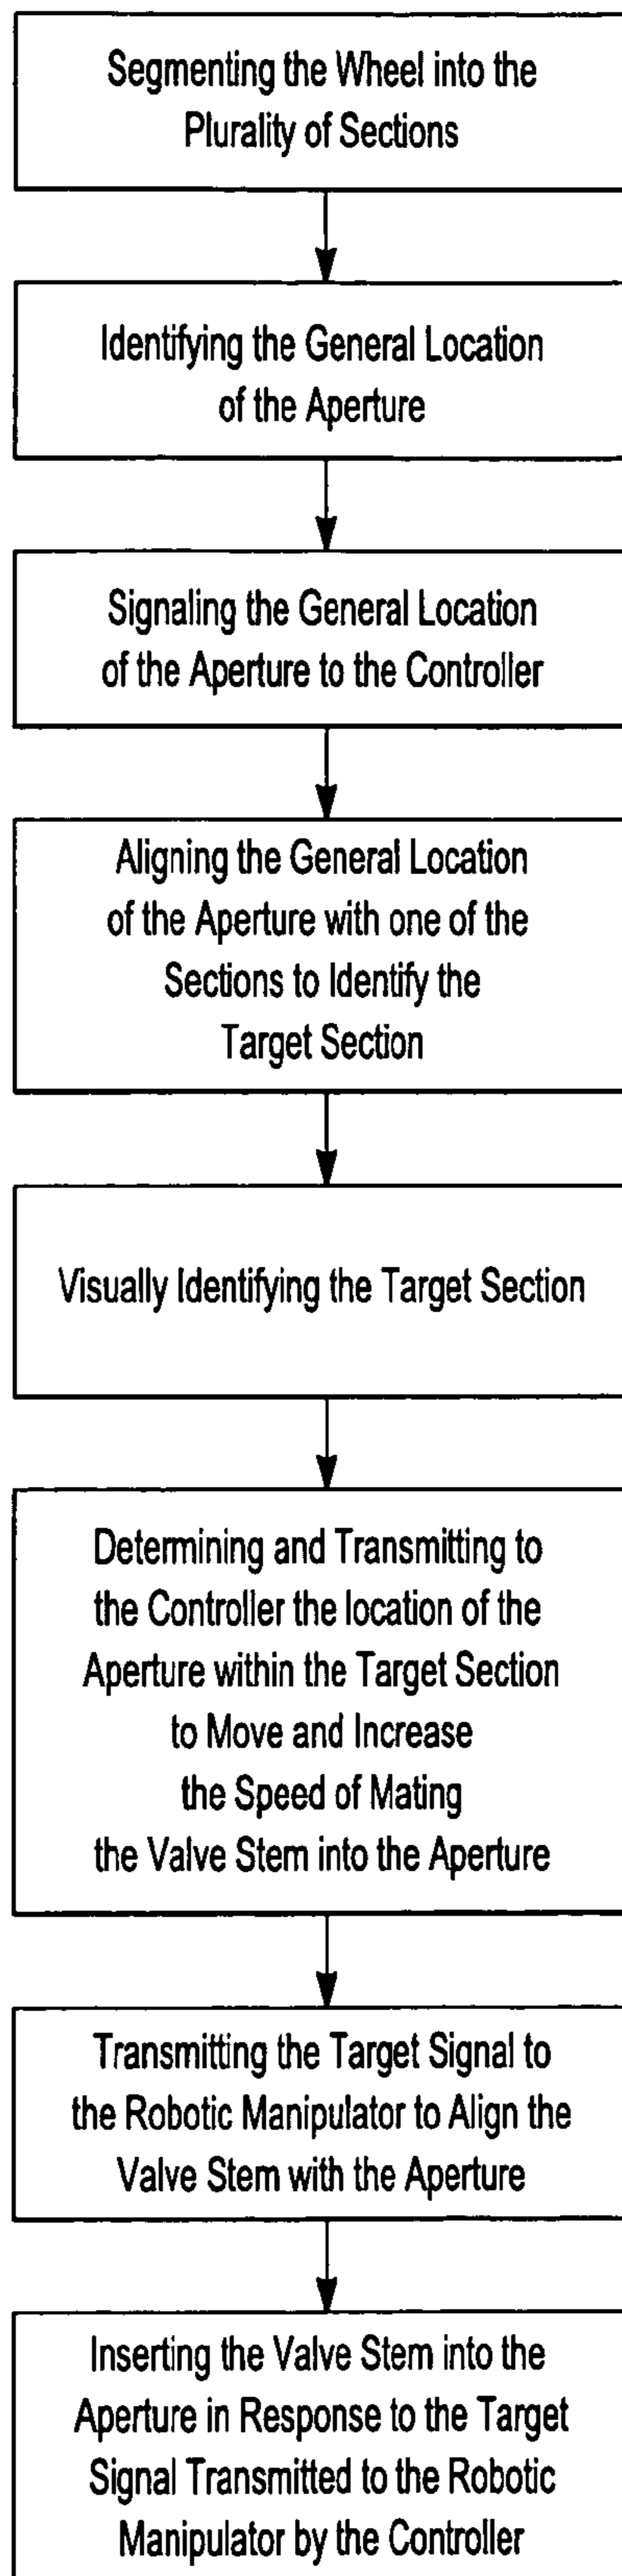 Segmenting the Wheel into the
Plurality of Sections
Identifying the General Location
of the Aperture
Signaling the General Location
of the Aperture to the Controller
Aligning the General Location
of the Aperture with one of the
Sections to Identify the
Target Section
Visually Identifying the Target Section
Determining and Transmitting to
the Controller the location of the
Aperture within the Target Section
to Move and Increase
the Speed of Mating
the Valve Stem into the Aperture
Transmitting the Target Signal to
the Robotic Manipulator to Align the
Valve Stem with the Aperture
Inserting the Valve Stem into the
Aperture in Response to the Target
Signal Transmitted to the Robotic
Manipulator by the Controller